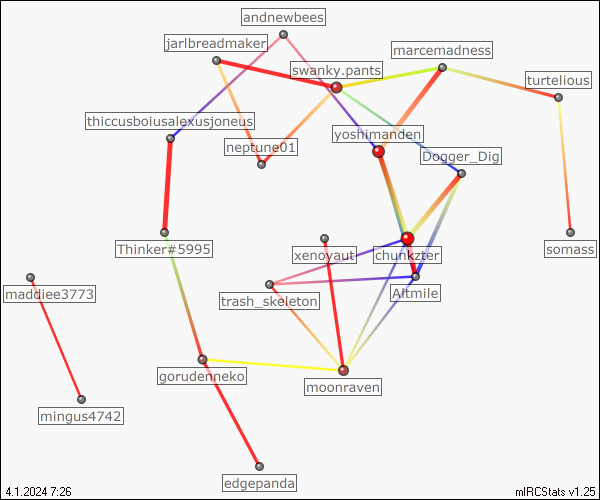 andnewbees
jarlbreadmaker
marcemadness
swanky.pants
turtelious
thiccusboiusalexusjoneus
yoshimanden
neptune01
Dogger_Dig
Thinker#5995
xenoyaut
chunkzter
somass
maddiee3773
trash_skeleton
Altmile
gorudenneko
moonraven
mingus4742
edgepanda
4.1.2024 7:26
mIRCStats v1.25